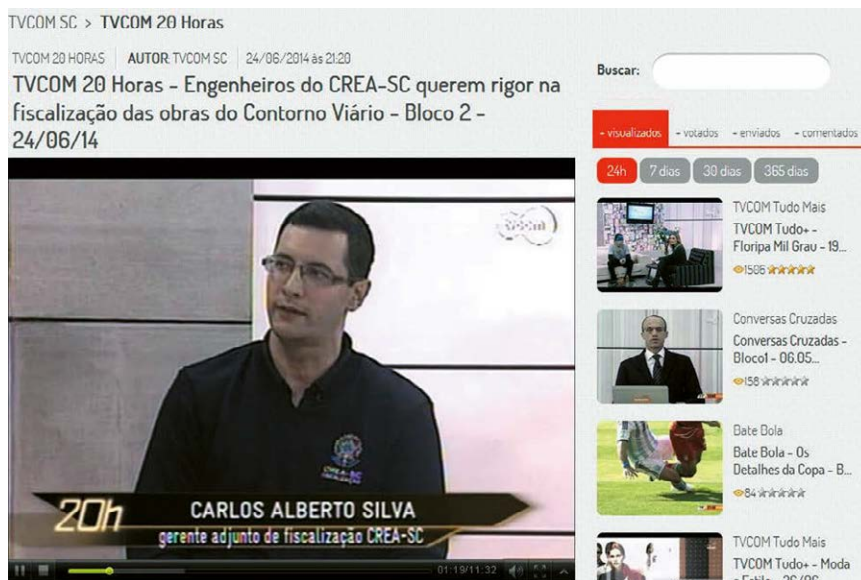 TVCOM SC > TVCOM 20 Horas
TVCOM 20 HORAS AUTOR TVCOM SC 24/06/2014 às 21:20
TVCOM 20 Horas - Engenheiros do CREA-SC querem rigor na
fiscalização das obras do Contorno Viário - Bloco 2 -
24/06/14
tvcom
CREA-SC
20h
CARLOS ALBERTO SILVA
gerente adjunto de fiscalização CREA-SC
01:19/11:32
Buscar:
+ visualizados + votados + enviados + comentados
24h 7 dias 30 dias 365 dias
TVCOM Tudo Mais
TVCOM Tudo+ -
Floripa Mil Grau - 19...
1506
Conversas Cruzadas
Conversas Cruzadas -
Bloco1 - 06.05...
158
Bate Bola
Bate Bola - Os
Detalhes da Copa - B...
84
TVCOM Tudo Mais
TVCOM Tudo+ - Moda